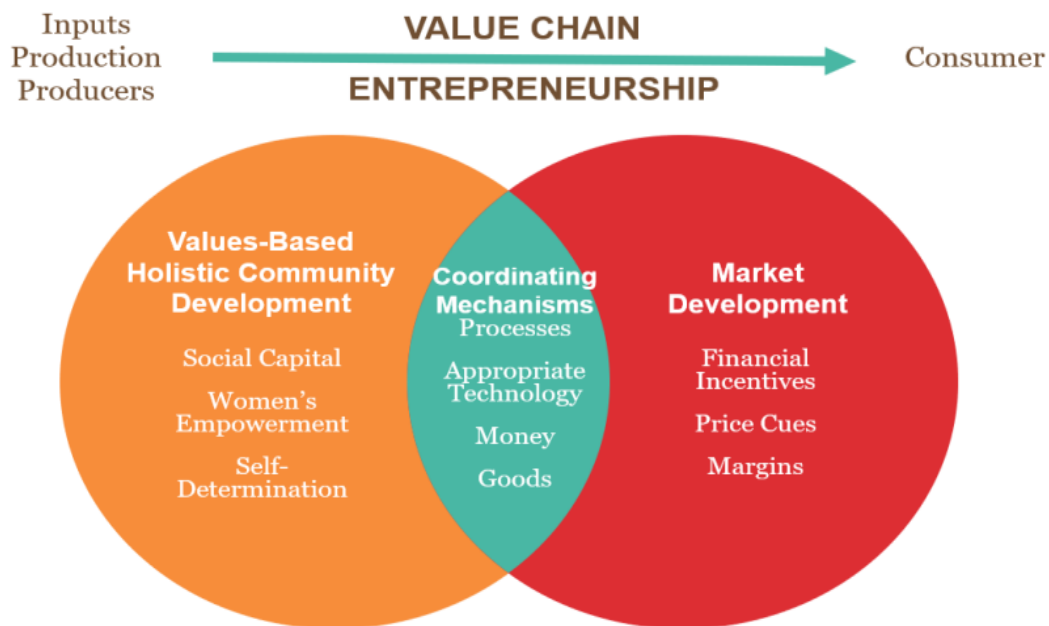 Inputs
Production
Producers
VALUE CHAIN
ENTREPRENEURSHIP
Consumer
Values-Based
Holistic Community
Development
Social Capital
Women's
Empowerment
Self-
Determination
Coordinating
Mechanisms
Processes
Appropriate
Technology
Money
Goods
Market
Development
Financial
Incentives
Price Cues
Margins